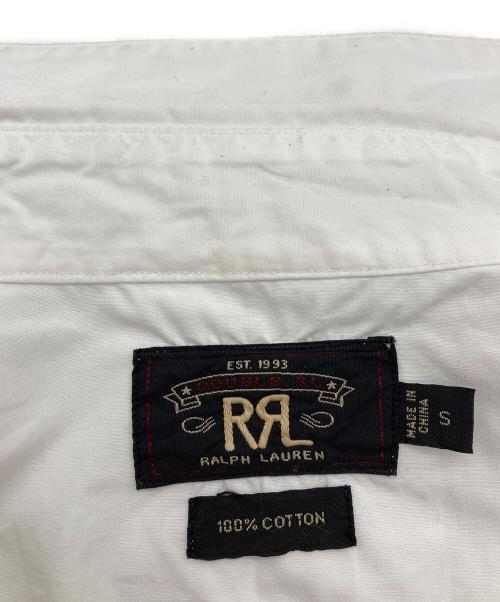 EST. 1993
DOUBLE RL
RRL
RALPH LAUREN
MADE IN
CHINA
S
100% COTTON